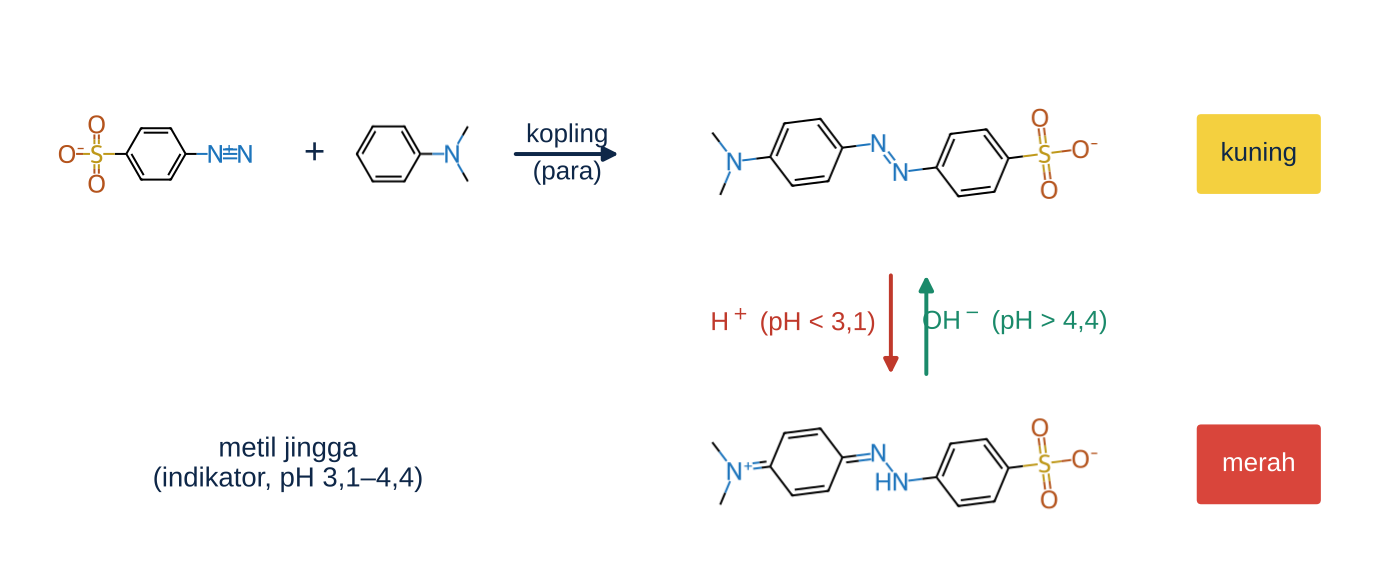 O
O⁻ S N⁺≡N
O
+
N
kopling
(para)
N N
N
O
S O⁻
O
kuning
H⁺ (pH < 3,1)
OH⁻ (pH > 4,4)
metil jingga
(indikator, pH 3,1–4,4)
N⁺ N
HN
O
S O⁻
O
merah